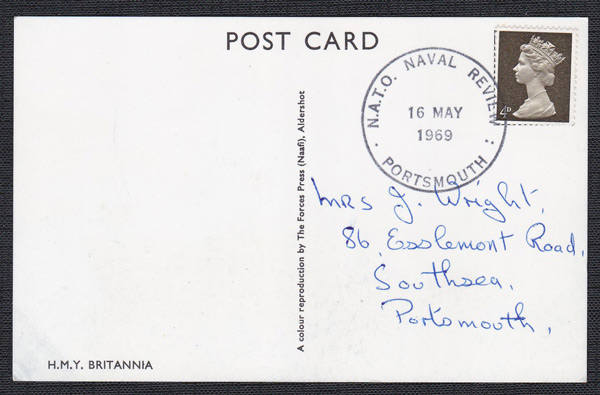 POST CARD
N.A.T.O. NAVAL REVIEW
16 MAY
1969
PORTSMOUTH
4D
Mrs J. Wright,
86, Esslemont Road,
Southsea,
Portsmouth,
A colour reproduction by The Forces Press (Naafi), Aldershot
H.M.Y. BRITANNIA